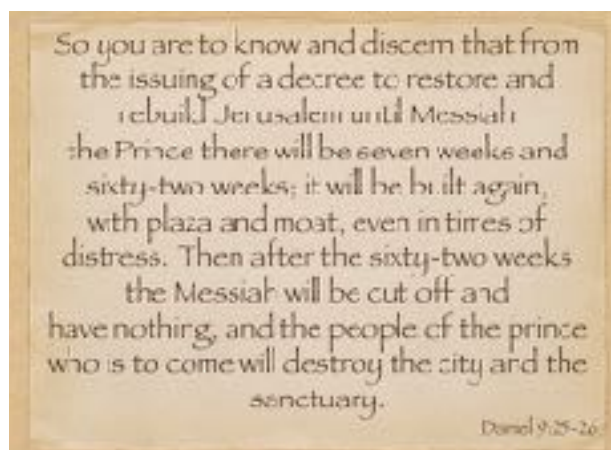 So you are to know and discern that from
the issuing of a decree to restore and
rebuild Jerusalem until Messiah
the Prince there will be seven weeks and
sixty-two weeks; it will be built again,
with plaza and moat, even in times of
distress. Then after the sixty-two weeks
the Messiah will be cut off and
have nothing, and the people of the prince
who is to come will destroy the city and the
sanctuary.
Daniel 9:25-26